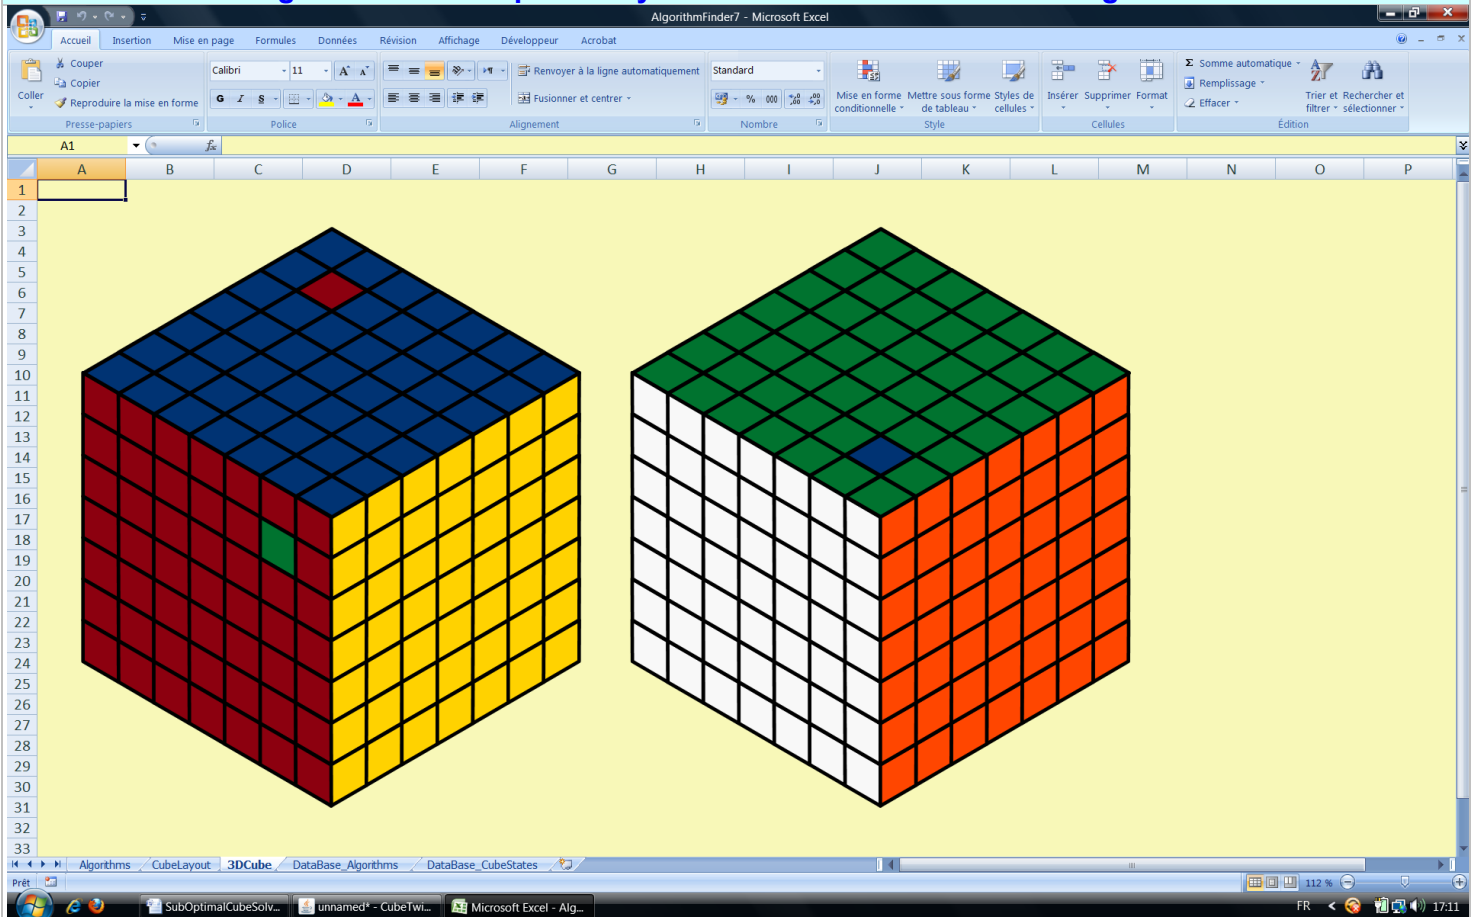 AlgorithmFinder7 - Microsoft Excel
Accueil Insertion Mise en page Formules Données Révision Affichage Développeur Acrobat
Coller
Couper
Copier
Reproduire la mise en forme
Presse-papiers
Calibri 11
G I S
Police
Renvoyer à la ligne automatiquement
Fusionner et centrer
Alignement
Standard
% 000
Nombre
Mise en forme conditionnelle
Mettre sous forme de tableau
Styles de cellules
Style
Insérer Supprimer Format
Cellules
Σ Somme automatique
Remplissage
Effacer
Trier et filtrer
Rechercher et sélectionner
Édition
A1 fx
A B C D E F G H I J K L M N O P
1
2
3
4
5
6
7
8
9
10
11
12
13
14
15
16
17
18
19
20
21
22
23
24
25
26
27
28
29
30
31
32
33
Algorithms CubeLayout 3DCube DataBase_Algorithms DataBase_CubeStates
Prêt 112 %
SubOptimalCubeSolv... unnamed* - CubeTwi... Microsoft Excel - Alg... FR 17:11